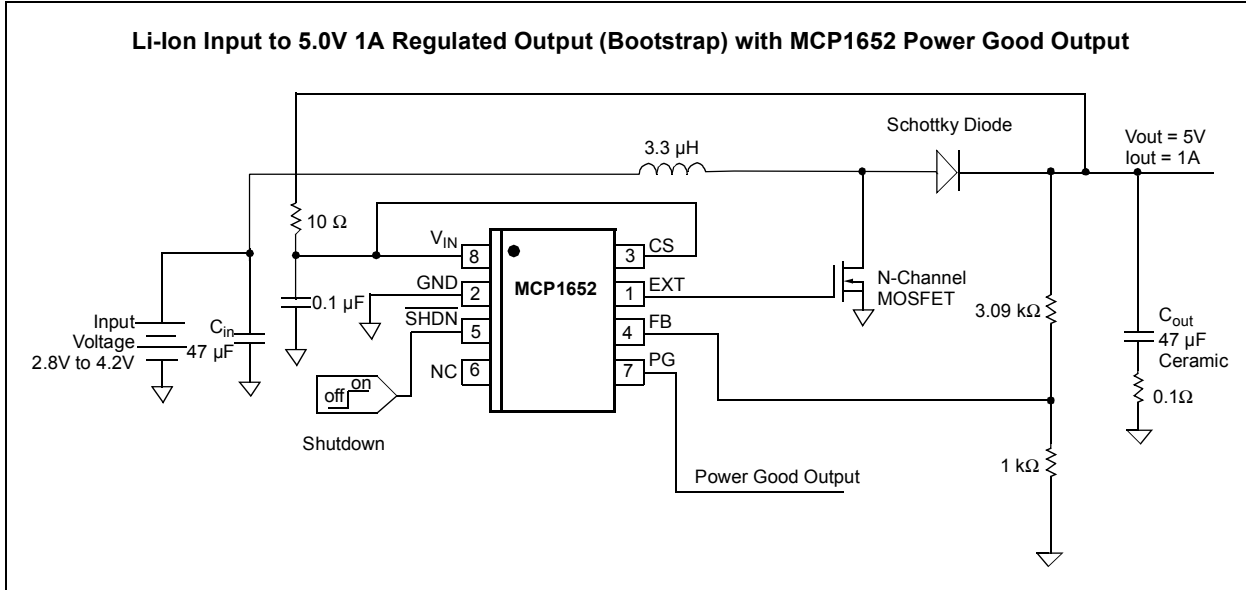 Li-Ion Input to 5.0V 1A Regulated Output (Bootstrap) with MCP1652 Power Good Output
Schottky Diode
Vout = 5V
Iout = 1A
3.3 µH
10 Ω
VIN
8
3
CS
GND
2
MCP1652
1
EXT
N-Channel
MOSFET
0.1 µF
SHDN
5
4
FB
3.09 kΩ
Cout
47 µF
Ceramic
Input
Voltage
2.8V to 4.2V
Cin
47 µF
NC
6
7
PG
off
on
0.1Ω
Shutdown
1 kΩ
Power Good Output